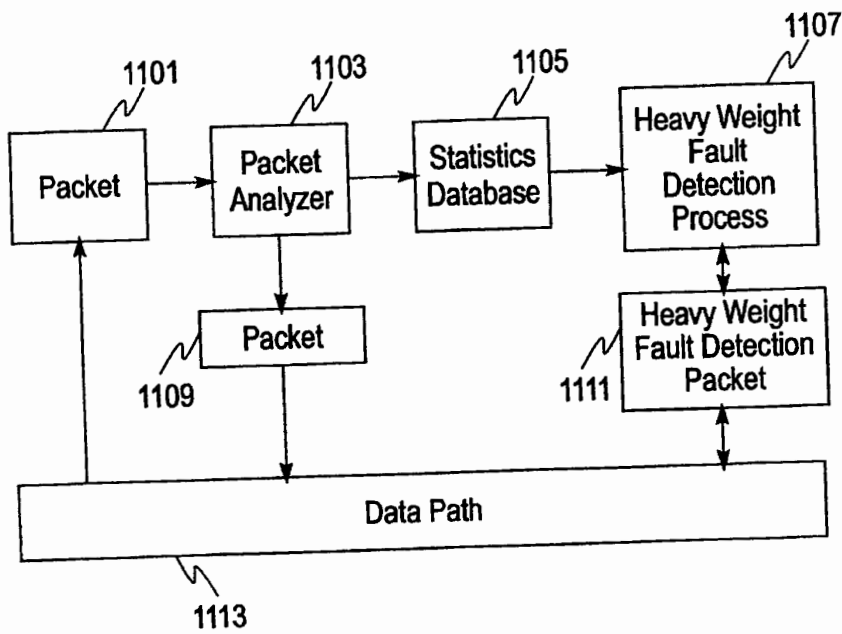 1101
1103
1105
1107
Packet
Packet
Analyzer
Statistics
Database
Heavy Weight
Fault
Detection
Process
Packet
1109
Heavy Weight
Fault Detection
Packet
1111
Data Path
1113